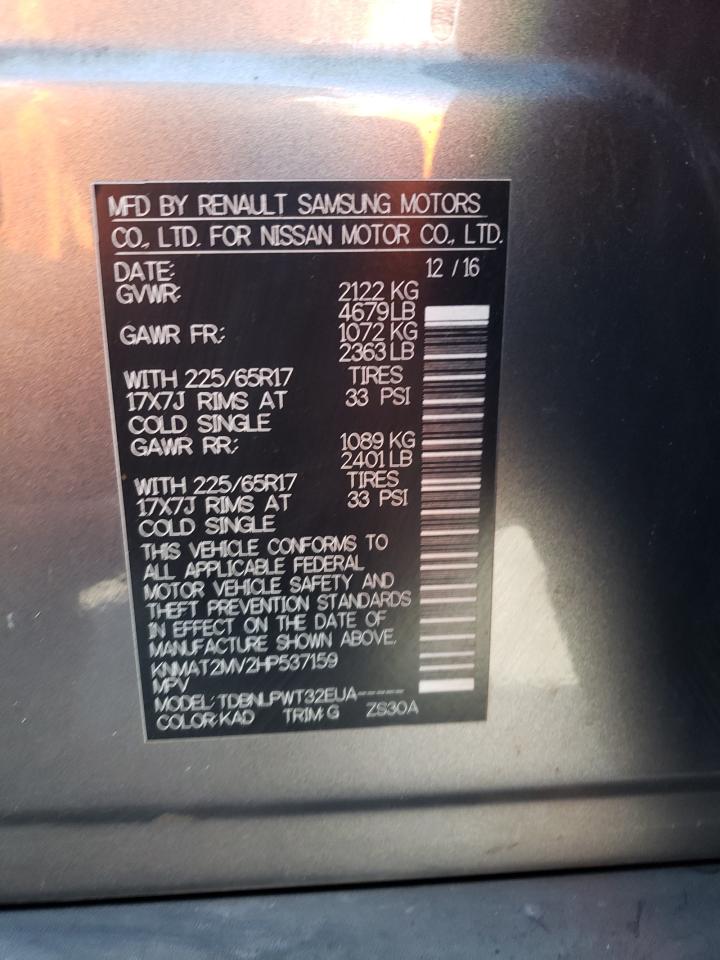 MFD BY RENAULT SAMSUNG MOTORS
CO., LTD. FOR NISSAN MOTOR CO., LTD.
DATE: 12 / 16
GVWR: 2122 KG
4679LB
GAWR FR: 1072 KG
2363LB
WITH 225/65R17 TIRES
17X7J RIMS AT 33 PSI
COLD SINGLE
GAWR RR: 1089 KG
2401LB
WITH 225/65R17 TIRES
17X7J RIMS AT 33 PSI
COLD SINGLE
THIS VEHICLE CONFORMS TO
ALL APPLICABLE FEDERAL
MOTOR VEHICLE SAFETY AND
THEFT PREVENTION STANDARDS
IN EFFECT ON THE DATE OF
MANUFACTURE SHOWN ABOVE.
KNMAT2MV2HP537159
MPV
MODEL: TDBNLPWT32EUA-----
COLOR:KAD TRIM:G ZS30A